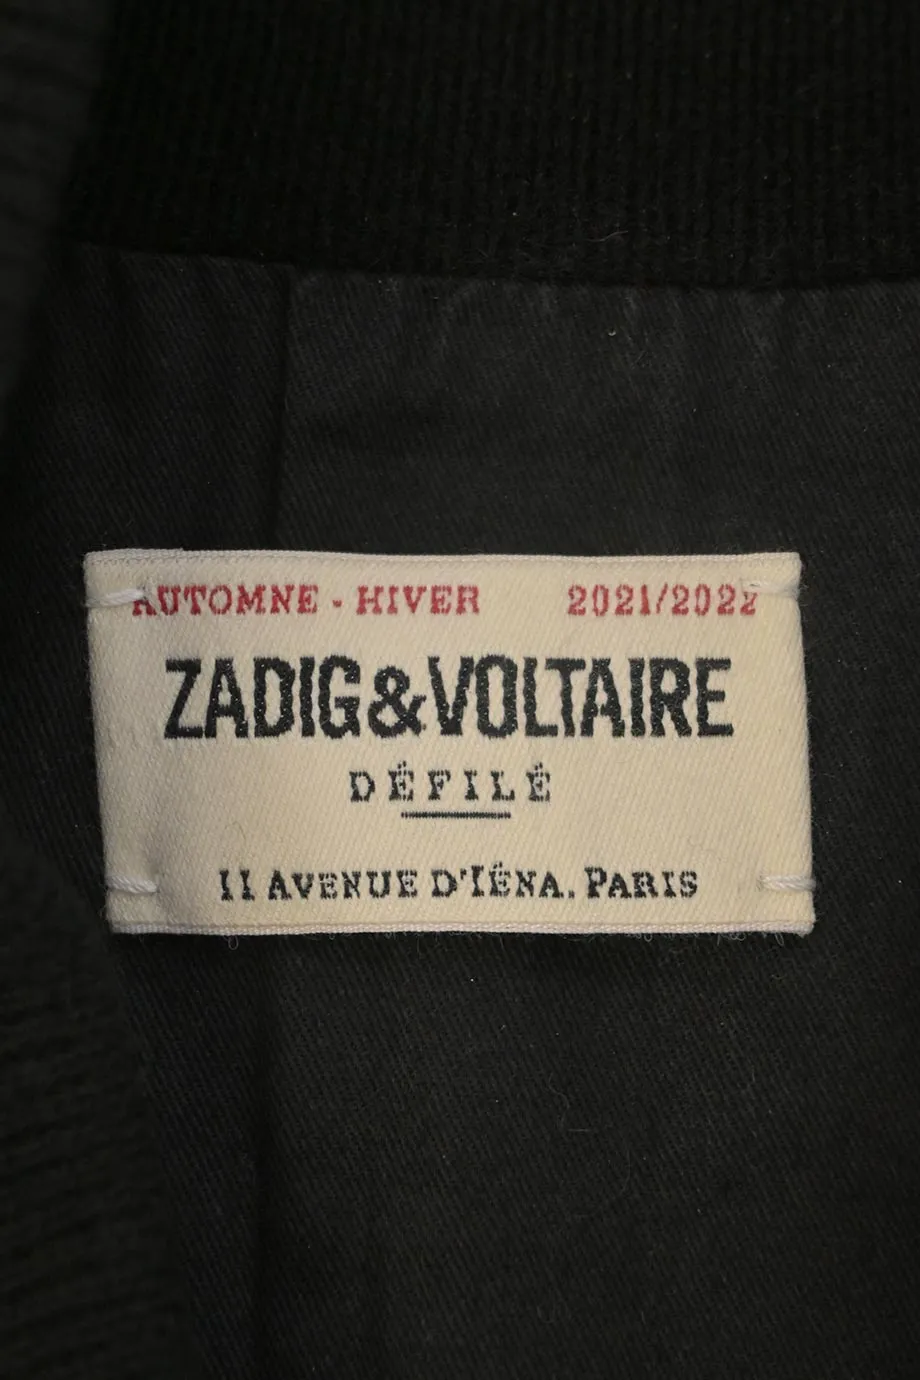 AUTOMNE - HIVER 2021/2022
ZADIG&VOLTAIRE
DÉFILÉ
11 AVENUE D'IÉNA. PARIS